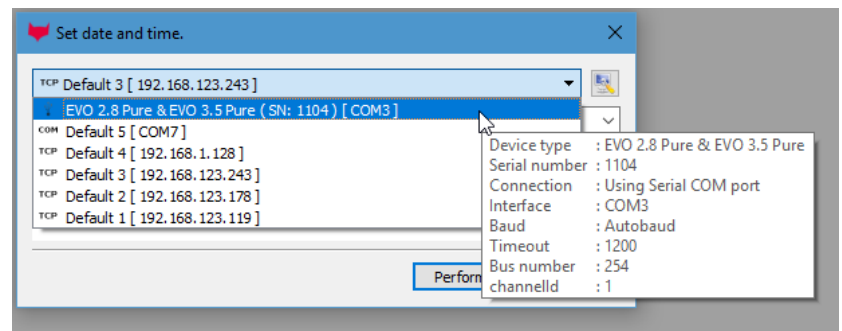 Set date and time.
TCP Default 3 [ 192.168.123.243 ]
EVO 2.8 Pure & EVO 3.5 Pure ( SN: 1104 ) [ COM3 ]
COM Default 5 [ COM7 ]
TCP Default 4 [ 192.168.1.128 ]
TCP Default 3 [ 192.168.123.243 ]
TCP Default 2 [ 192.168.123.178 ]
TCP Default 1 [ 192.168.123.119 ]
Device type : EVO 2.8 Pure & EVO 3.5 Pure
Serial number : 1104
Connection : Using Serial COM port
Interface : COM3
Baud : Autobaud
Timeout : 1200
Bus number : 254
channelId : 1
Perform